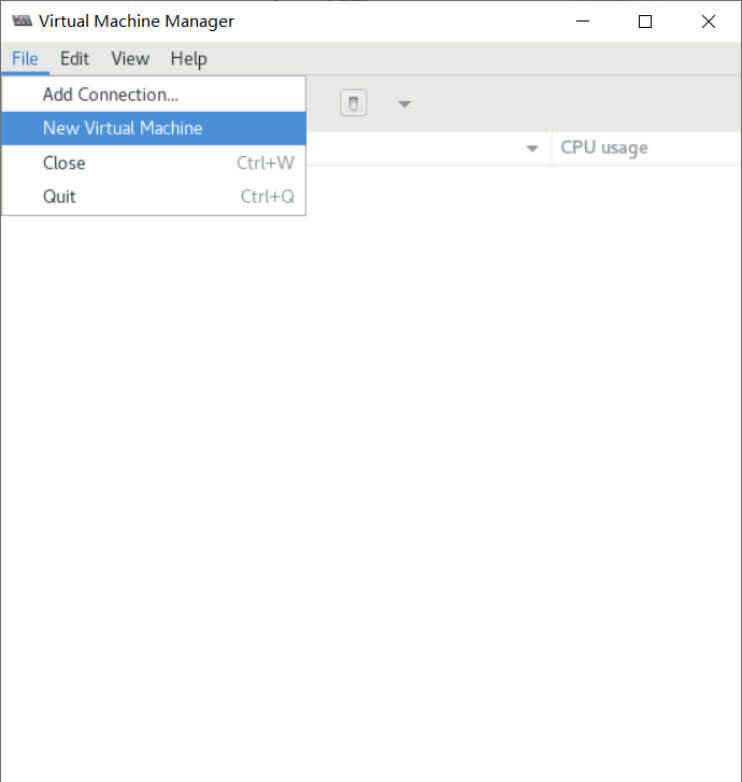 Virtual Machine Manager
File Edit View Help
Add Connection...
New Virtual Machine
CPU usage
Close Ctrl+W
Quit Ctrl+Q